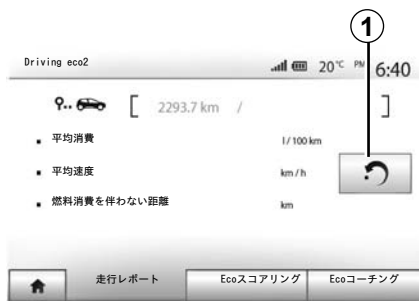 1
Driving eco2 20°C PM 6:40
[ 2293.7 km / ]
平均消費 l/100 km
平均速度 km/h
燃料消費を伴わない距離 km
走行レポート Ecoスコアリング Ecoコーチング